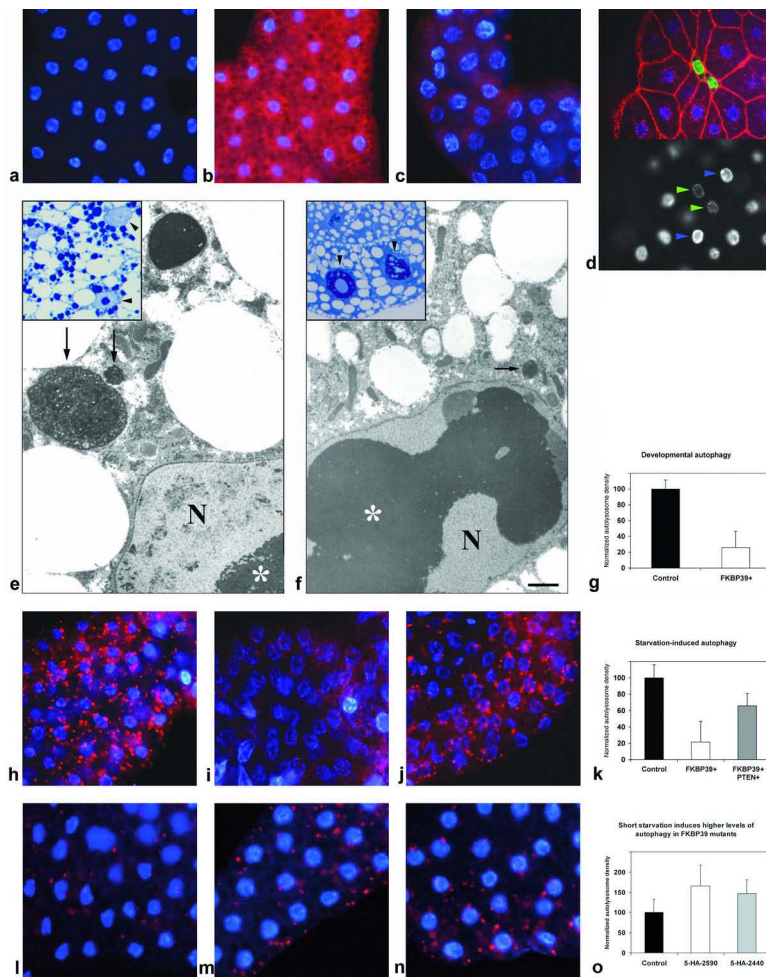 a
b
c
d
e
N
*
f
*
N
g
Developmental autophagy
Normalized autolysosome density
100
80
60
40
20
0
Control
FKBP39+
h
i
j
k
Starvation-induced autophagy
Normalized autolysosome density
100
80
60
40
20
0
Control
FKBP39+
FKBP39+
PTEN+
l
m
n
o
Short starvation induces higher levels of
autophagy in FKBP39 mutants
Normalized autolysosome density
200
150
100
50
0
Control
5-HA-2590
5-HA-2440